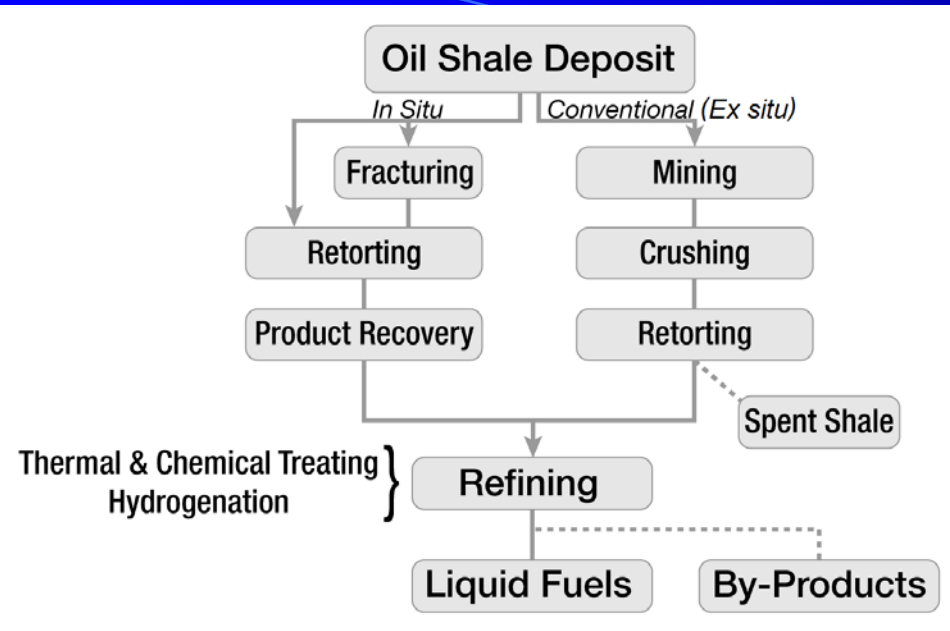 Oil Shale Deposit
In Situ
Conventional (Ex situ)
Fracturing
Mining
Retorting
Crushing
Product Recovery
Retorting
Spent Shale
Thermal & Chemical Treating
Hydrogenation
Refining
Liquid Fuels
By-Products